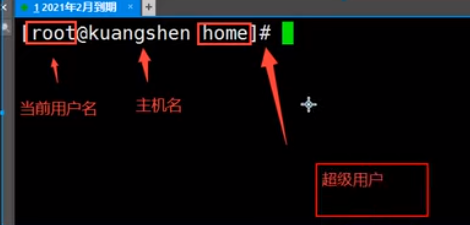 1 2021年2月到期
[root@kuangshen home]#
当前用户名
主机名
超级用户